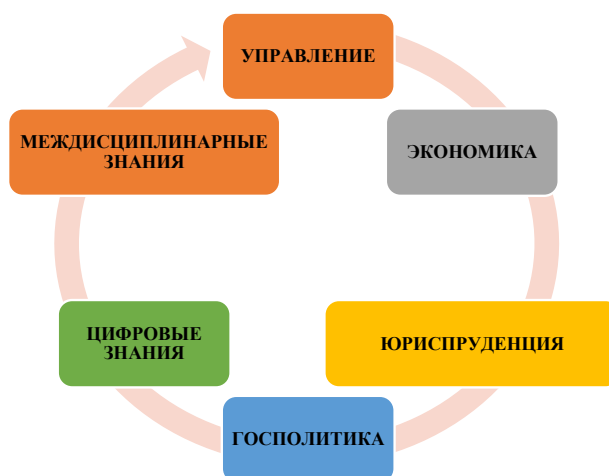 УПРАВЛЕНИЕ
ЭКОНОМИКА
ЮРИСПРУДЕНЦИЯ
ГОСПОЛИТИКА
ЦИФРОВЫЕ
ЗНАНИЯ
МЕЖДИСЦИПЛИНАРНЫЕ
ЗНАНИЯ